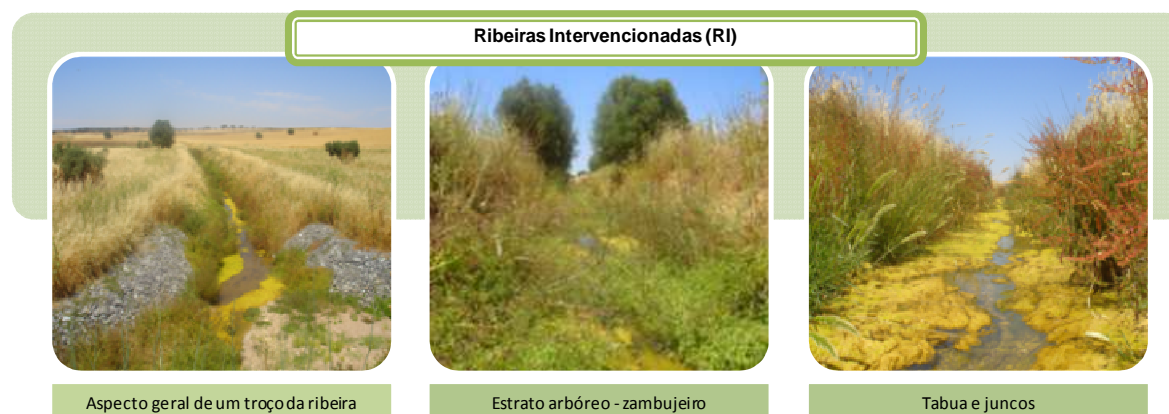 Ribeiras Intervencionadas (RI)
Aspecto geral de um troço da ribeira
Estrato arbóreo - zambujeiro
Tabua e juncos